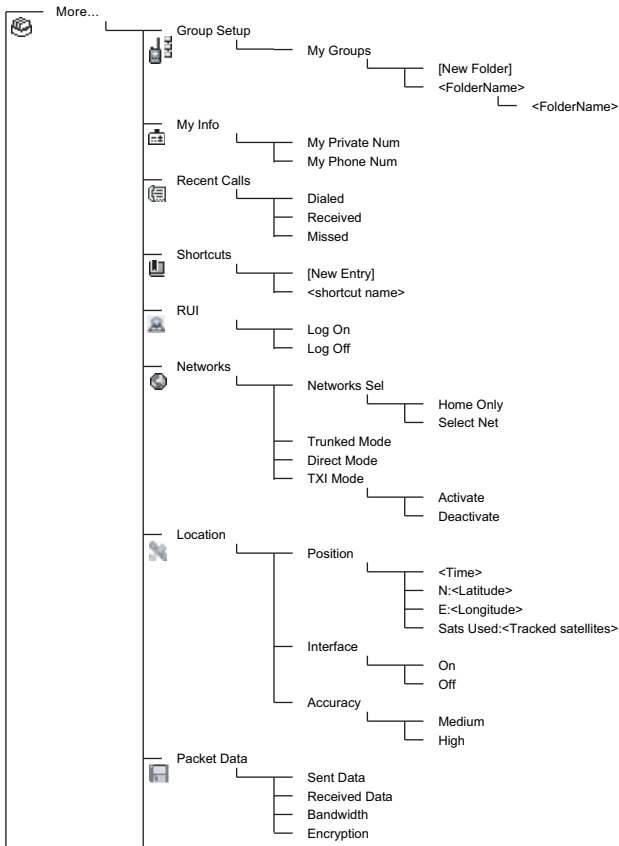 More...
Group Setup
My Groups
[New Folder]
<FolderName>
<FolderName>
My Info
My Private Num
My Phone Num
Recent Calls
Dialed
Received
Missed
Shortcuts
[New Entry]
<shortcut name>
RUI
Log On
Log Off
Networks
Networks Sel
Home Only
Select Net
Trunked Mode
Direct Mode
TXI Mode
Activate
Deactivate
Location
Position
<Time>
N:<Latitude>
E:<Longitude>
Sats Used:<Tracked satellites>
Interface
On
Off
Accuracy
Medium
High
Packet Data
Sent Data
Received Data
Bandwidth
Encryption